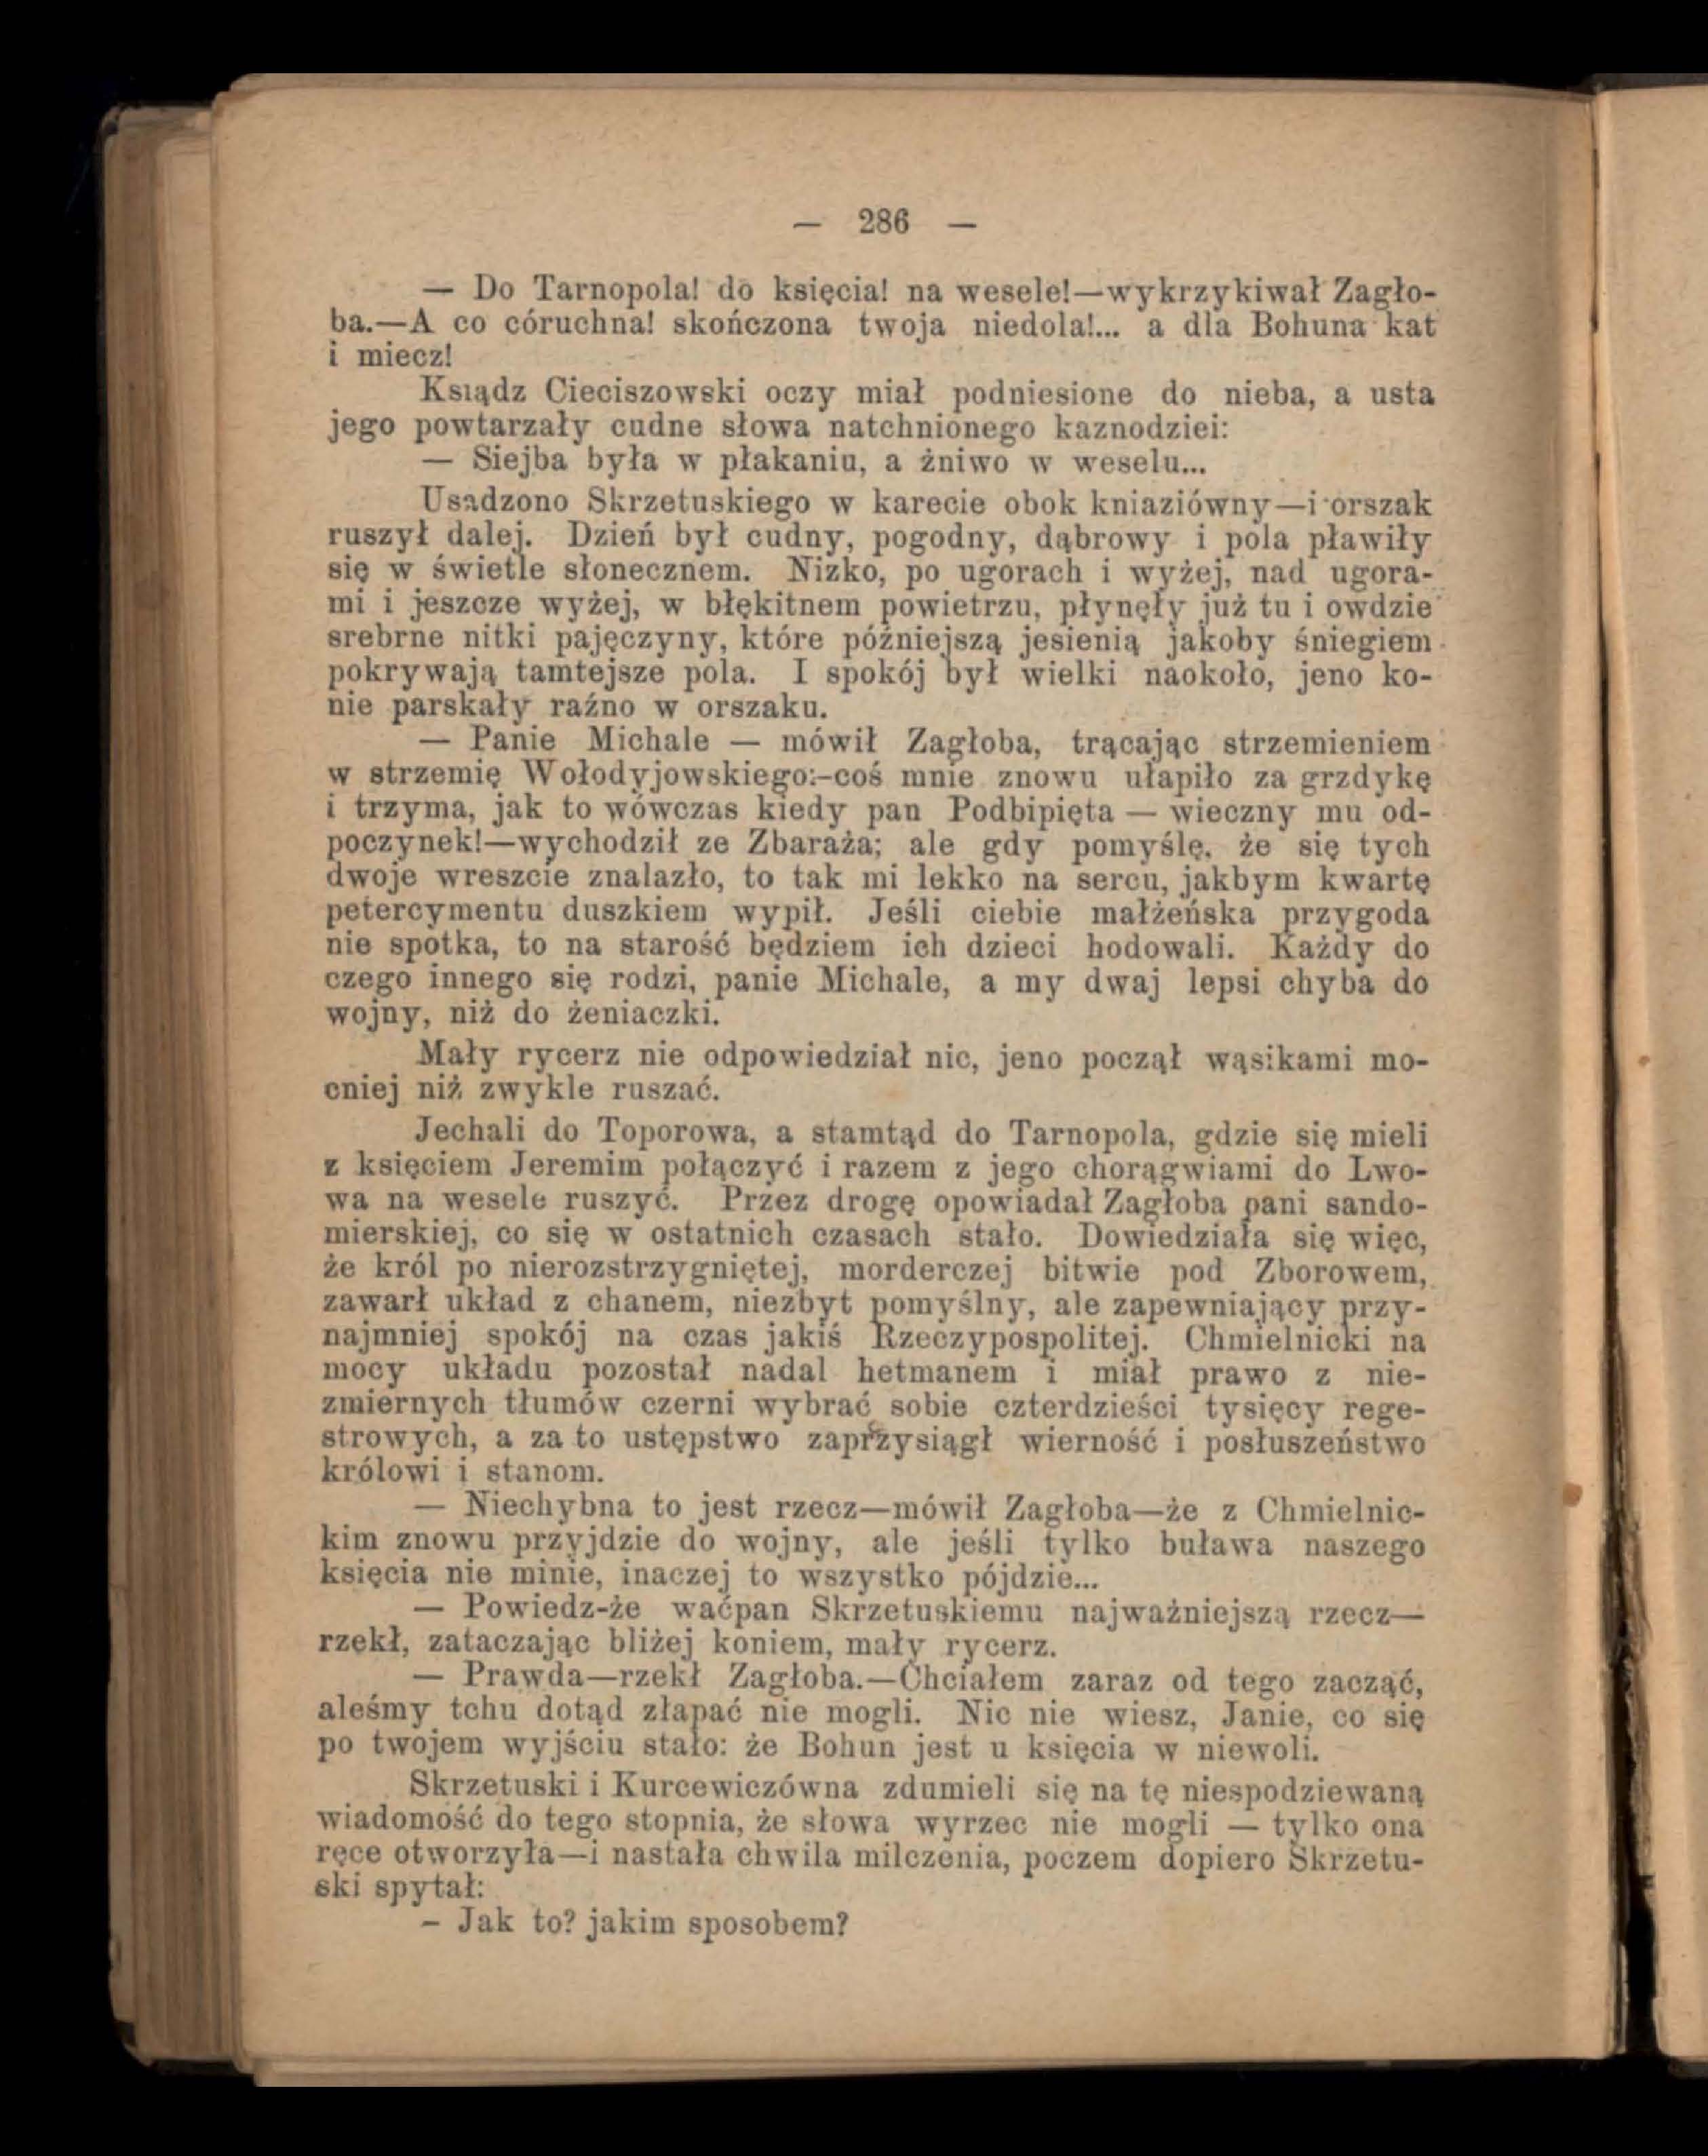 — 286 —
— Do Tarnopola! do księcia! na wesele!—wykrzykiwał Zagło-
ba.—A co córuchna! skończona twoja niedola!... a dla Bohuna kat
i miecz!
Ksiądz Cieciszowski oczy miał podniesione do nieba, a usta
jego powtarzały cudne słowa natchnionego kaznodziei:
— Siejba była w płakaniu, a żniwo w weselu...
Usadzono Skrzetuskiego w karecie obok kniaziówny—i orszak
ruszył dalej. Dzień był cudny, pogodny, dąbrowy i pola pławiły
się w świetle słonecznem. Nizko, po ugorach i wyżej, nad ugora-
mi i jeszcze wyżej, w błękitnem powietrzu, płynęły już tu i owdzie
srebrne nitki pajęczyny, które późniejszą jesienią jakoby śniegiem
pokrywają tamtejsze pola. I spokój był wielki naokoło, jeno ko-
nie parskały raźno w orszaku.
— Panie Michale — mówił Zagłoba, trącając strzemieniem
w strzemię Wołodyjowskiego:-coś mnie znowu ułapiło za grzdykę
i trzyma, jak to wówczas kiedy pan Podbipięta — wieczny mu od-
poczynek!—wychodził ze Zbaraża; ale gdy pomyślę, że się tych
dwoje wreszcie znalazło, to tak mi lekko na sercu, jakbym kwartę
petercymentu duszkiem wypił. Jeśli ciebie małżeńska przygoda
nie spotka, to na starość będziem ich dzieci hodowali. Każdy do
czego innego się rodzi, panie Michale, a my dwaj lepsi chyba do
wojny, niż do żeniaczki.
Mały rycerz nie odpowiedział nic, jeno począł wąsikami mo-
cniej niż zwykle ruszać.
Jechali do Toporowa, a stamtąd do Tarnopola, gdzie się mieli
z księciem Jeremim połączyć i razem z jego chorągwiami do Lwo-
wa na wesele ruszyć. Przez drogę opowiadał Zagłoba pani sando-
mierskiej, co się w ostatnich czasach stało. Dowiedziała się więc,
że król po nierozstrzygniętej, morderczej bitwie pod Zborowem,
zawarł układ z chanem, niezbyt pomyślny, ale zapewniający przy-
najmniej spokój na czas jakiś Rzeczypospolitej. Chmielnicki na
mocy układu pozostał nadal hetmanem i miał prawo z nie-
zmiernych tłumów czerni wybrać sobie czterdzieści tysięcy rege-
strowych, a za to ustępstwo zaprzysiągł wierność i posłuszeństwo
królowi i stanom.
— Niechybna to jest rzecz—mówił Zagłoba—że z Chmielnic-
kim znowu przyjdzie do wojny, ale jeśli tylko buława naszego
księcia nie minie, inaczej to wszystko pójdzie...
— Powiedz-że waćpan Skrzetuskiemu najważniejszą rzecz—
rzekł, zataczając bliżej koniem, mały rycerz.
— Prawda—rzekł Zagłoba.—Chciałem zaraz od tego zacząć,
aleśmy tchu dotąd złapać nie mogli. Nic nie wiesz, Janie, co się
po twojem wyjściu stało: że Bohun jest u księcia w niewoli.
Skrzetuski i Kurcewiczówna zdumieli się na tę niespodziewaną
wiadomość do tego stopnia, że słowa wyrzec nie mogli — tylko ona
ręce otworzyła—i nastała chwila milczenia, poczem dopiero Skrzetu-
ski spytał:
– Jak to? jakim sposobem?